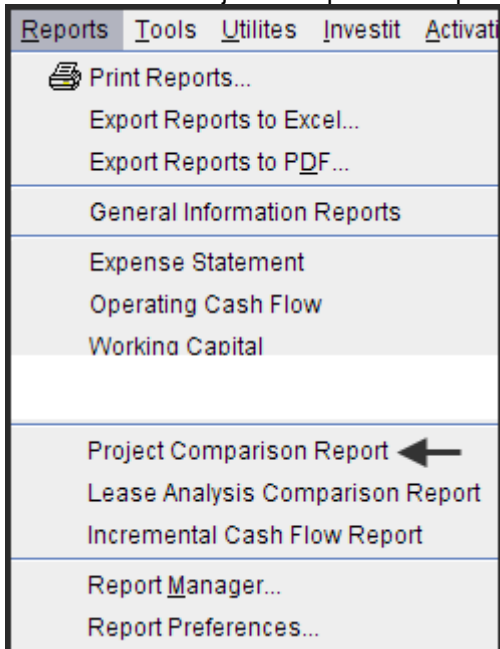 Reports Tools Utilites Investit Activati
Print Reports...
Export Reports to Excel...
Export Reports to PDF...
General Information Reports
Expense Statement
Operating Cash Flow
Working Capital
Project Comparison Report
Lease Analysis Comparison Report
Incremental Cash Flow Report
Report Manager...
Report Preferences...